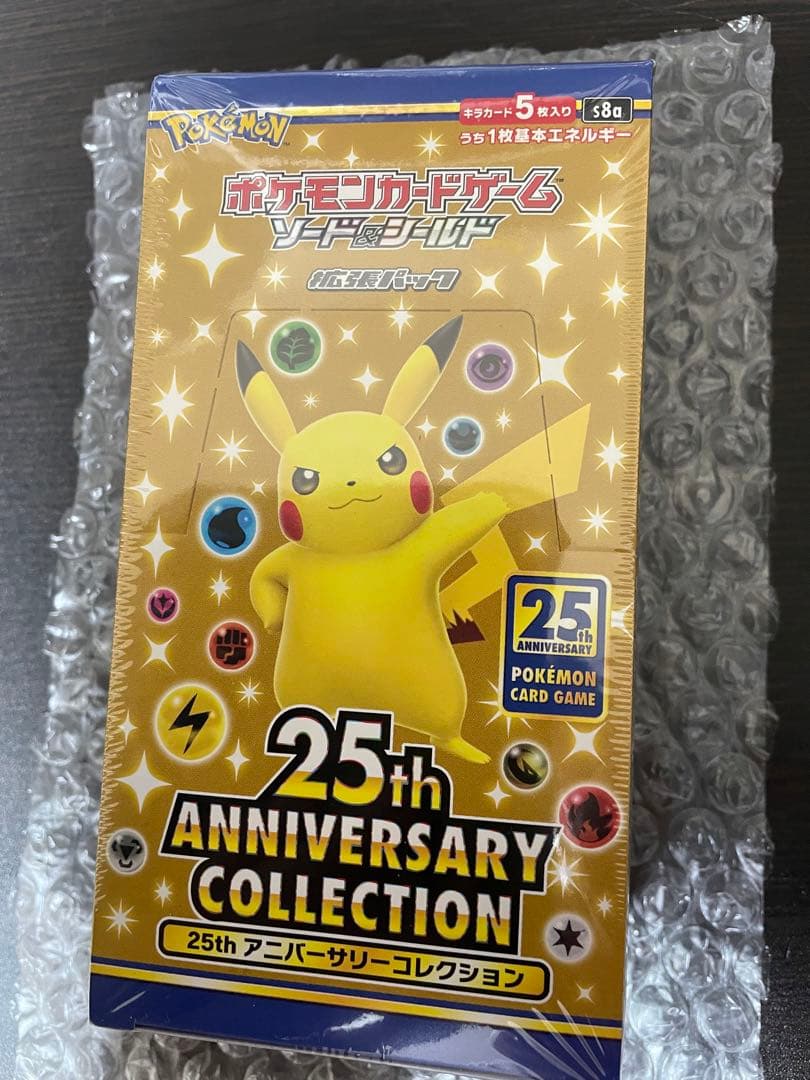 POKÉMON
キラカード5枚入り
s8a
うち1枚基本エネルギー
ポケモンカードゲーム
ソード&シールド
拡張パック
25th
ANNIVERSARY
POKÉMON
CARD GAME
25th
ANNIVERSARY
COLLECTION
25th アニバーサリーコレクション